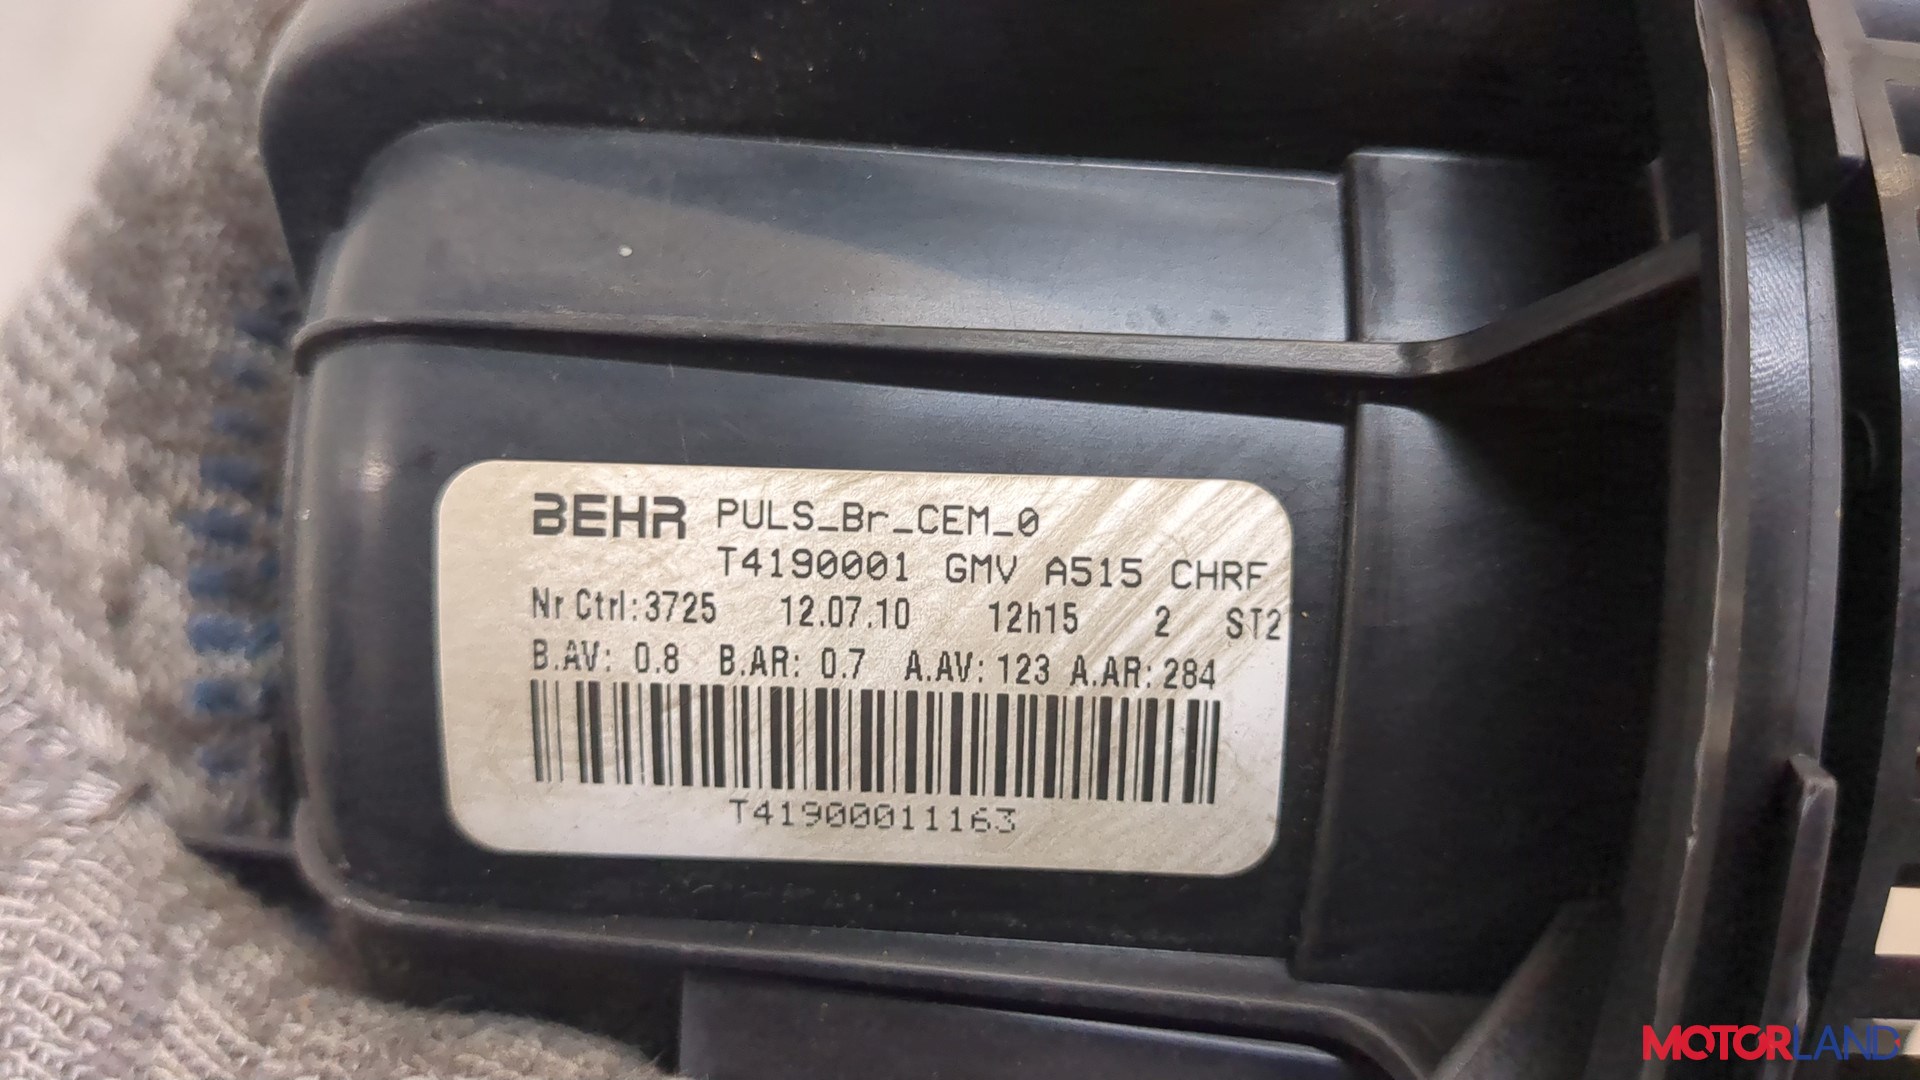 BEHR PULS_Br_CEM_0
T4190001 GMV A515 CHRF
Nr Ctrl:3725 12.07.10 12h15 2 ST2
B.AV: 0.8 B.AR: 0.7 A.AV: 123 A.AR: 284
T41900011163
MOTORLAND